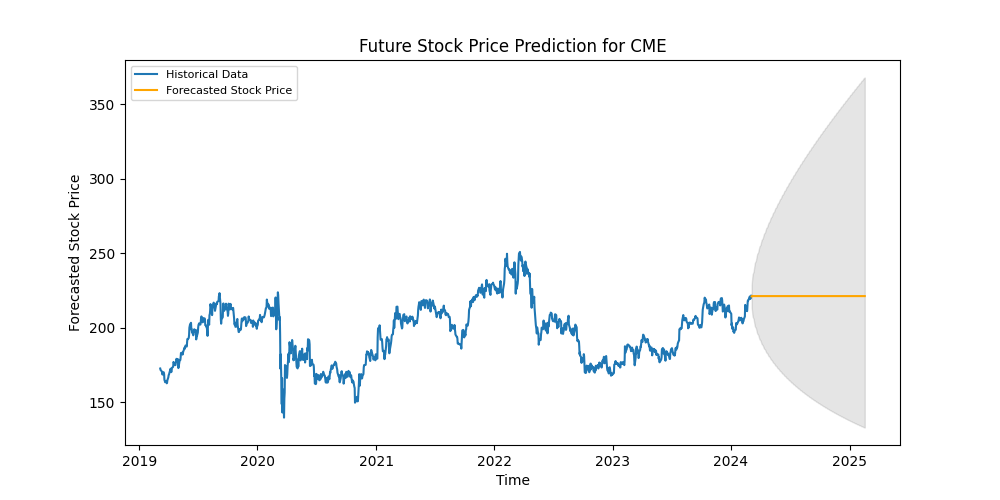 Future Stock Price Prediction for CME
Historical Data
Forecasted Stock Price
Forecasted Stock Price
350
300
250
200
150
2019
2020
2021
2022
2023
2024
2025
Time